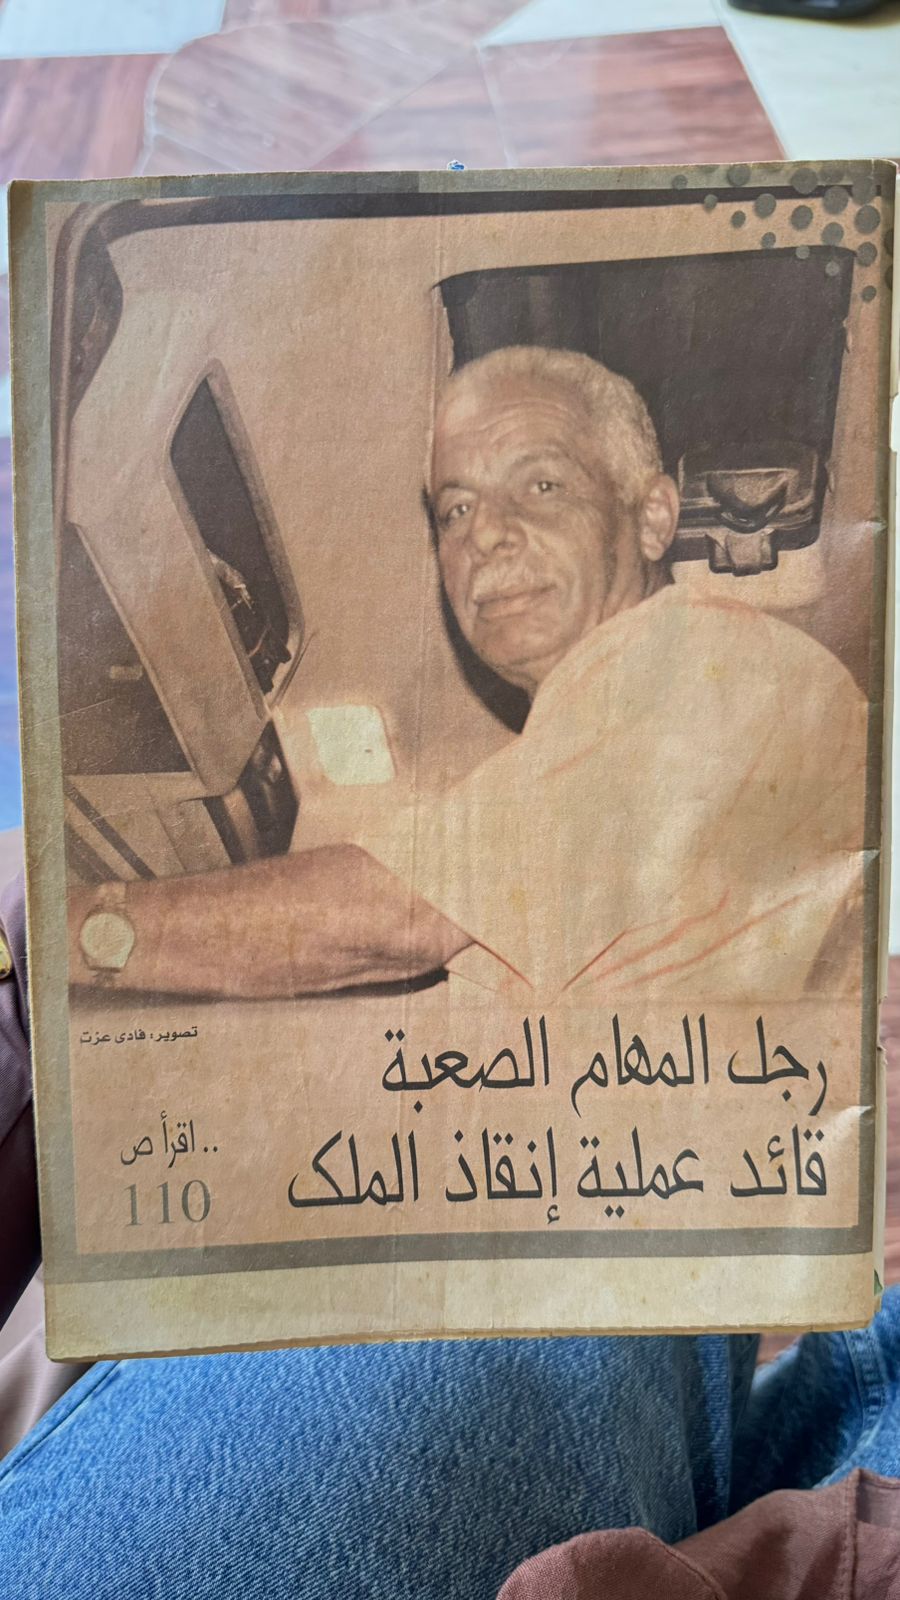 تصوير: فادى عزت
رجل المهام الصعبة
قائد عملية إنقاذ الملك
.. اقرأ ص
110